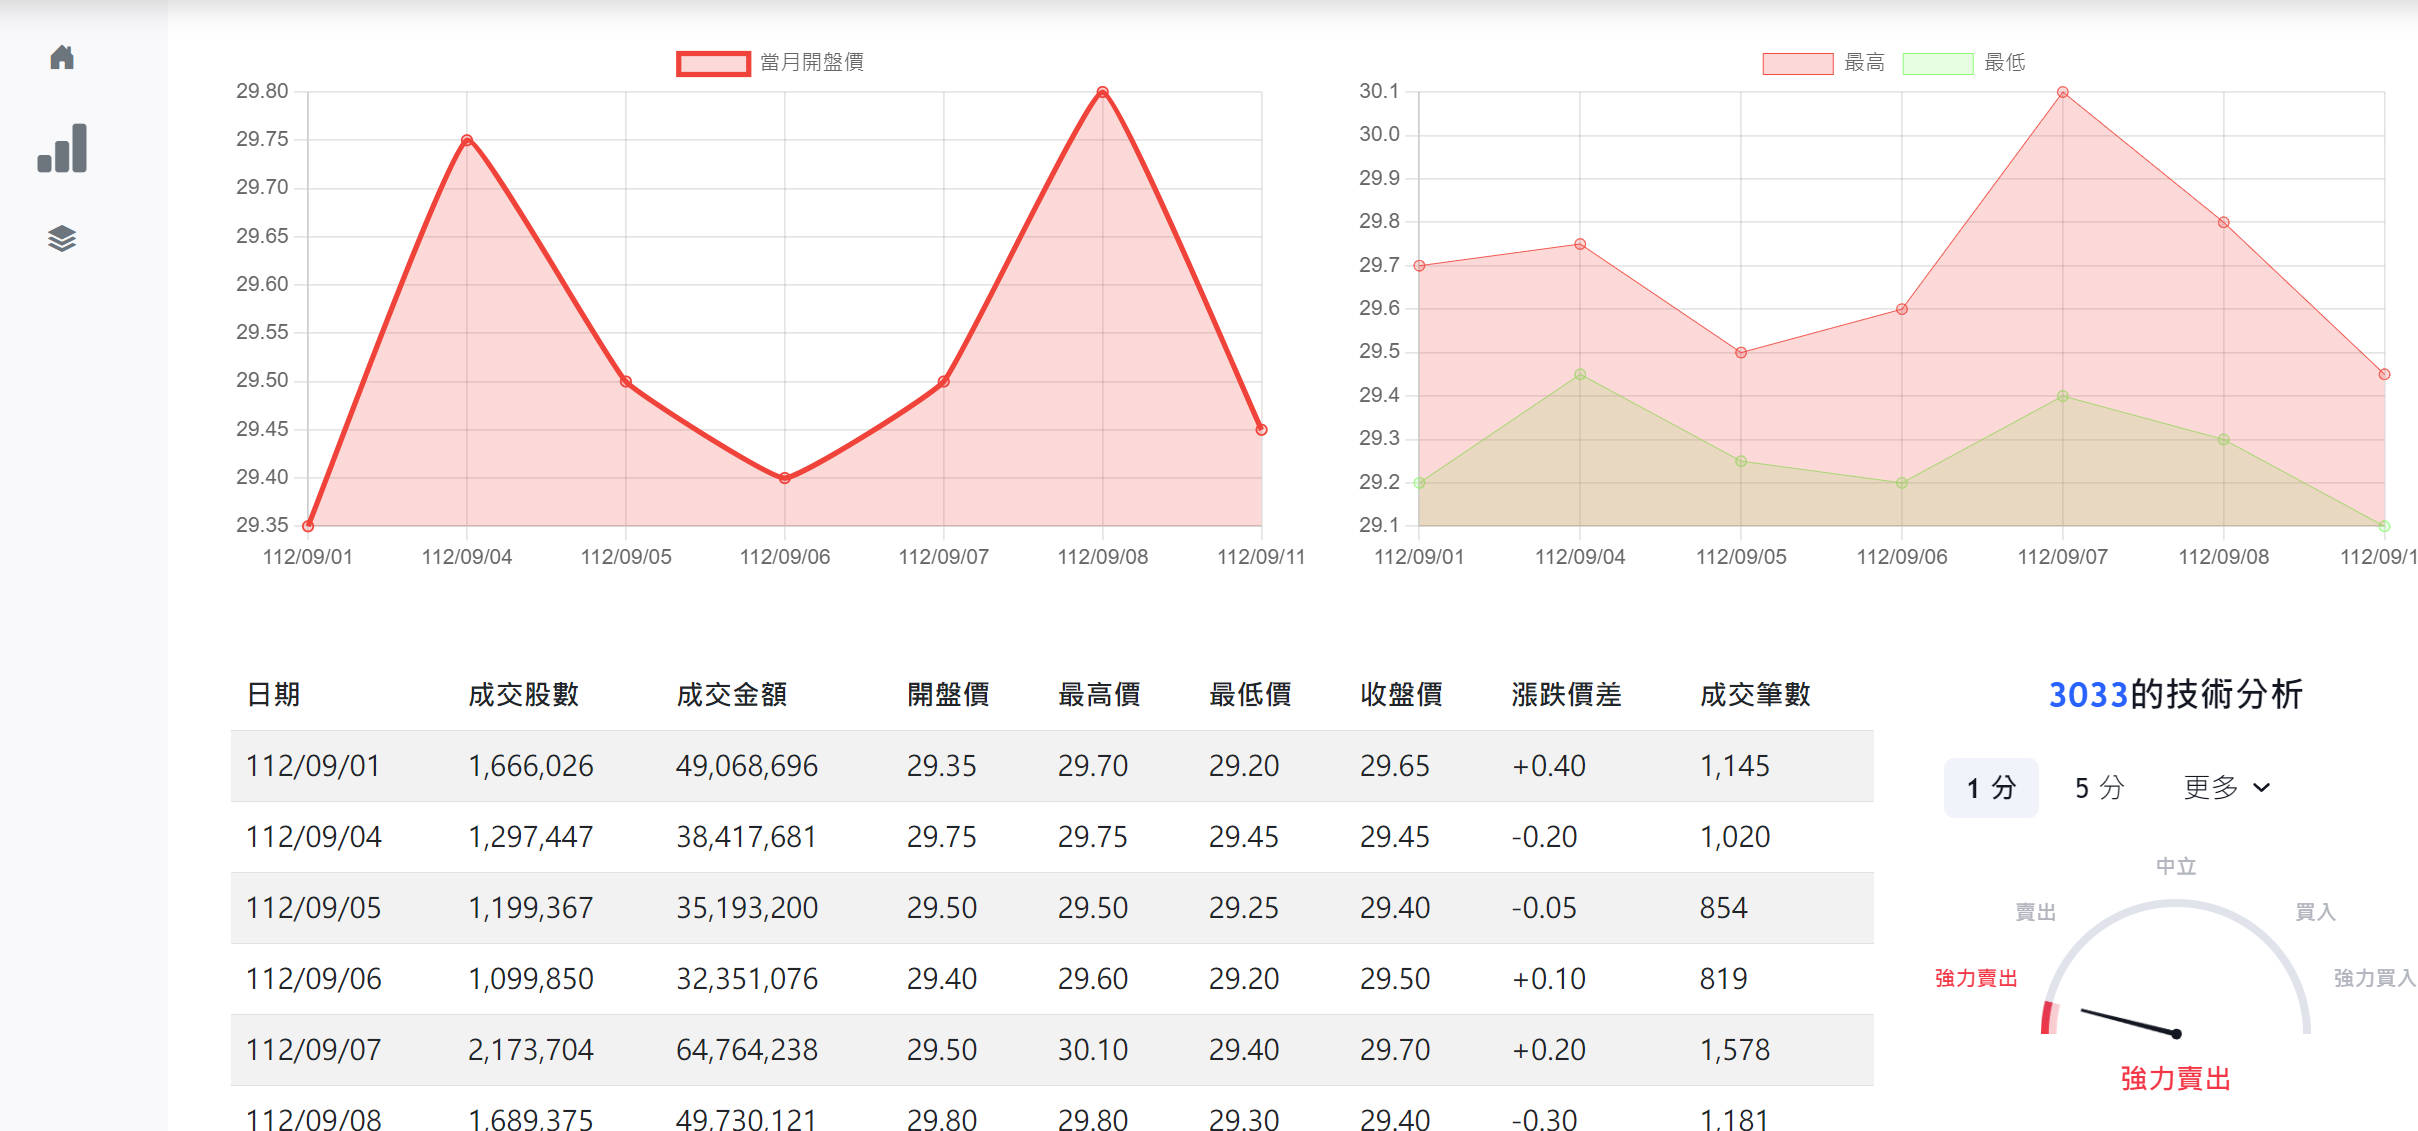 當月開盤價
29.80
29.75
29.70
29.65
29.60
29.55
29.50
29.45
29.40
29.35
112/09/01 112/09/04 112/09/05 112/09/06 112/09/07 112/09/08 112/09/11
最高 最低
30.1
30.0
29.9
29.8
29.7
29.6
29.5
29.4
29.3
29.2
29.1
112/09/01 112/09/04 112/09/05 112/09/06 112/09/07 112/09/08 112/09/1
日期 成交股數 成交金額 開盤價 最高價 最低價 收盤價 漲跌價差 成交筆數
112/09/01 1,666,026 49,068,696 29.35 29.70 29.20 29.65 +0.40 1,145
112/09/04 1,297,447 38,417,681 29.75 29.75 29.45 29.45 -0.20 1,020
112/09/05 1,199,367 35,193,200 29.50 29.50 29.25 29.40 -0.05 854
112/09/06 1,099,850 32,351,076 29.40 29.60 29.20 29.50 +0.10 819
112/09/07 2,173,704 64,764,238 29.50 30.10 29.40 29.70 +0.20 1,578
112/09/08 1,689,375 49,730,121 29.80 29.80 29.30 29.40 -0.30 1,181
3033的技術分析
1 分 5 分 更多
中立
賣出 買入
強力賣出 強力買入
強力賣出